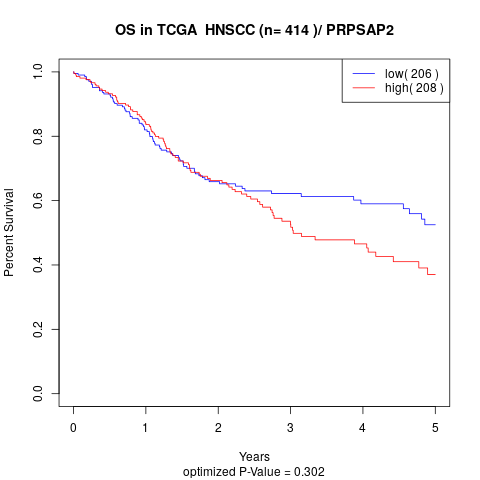 OS in TCGA  HNSCC (n= 414 )/ PRPSAP2
low( 206 )
high( 208 )
Percent Survival
1.0
0.8
0.6
0.4
0.2
0.0
0 1 2 3 4 5
Years
optimized P-Value = 0.302